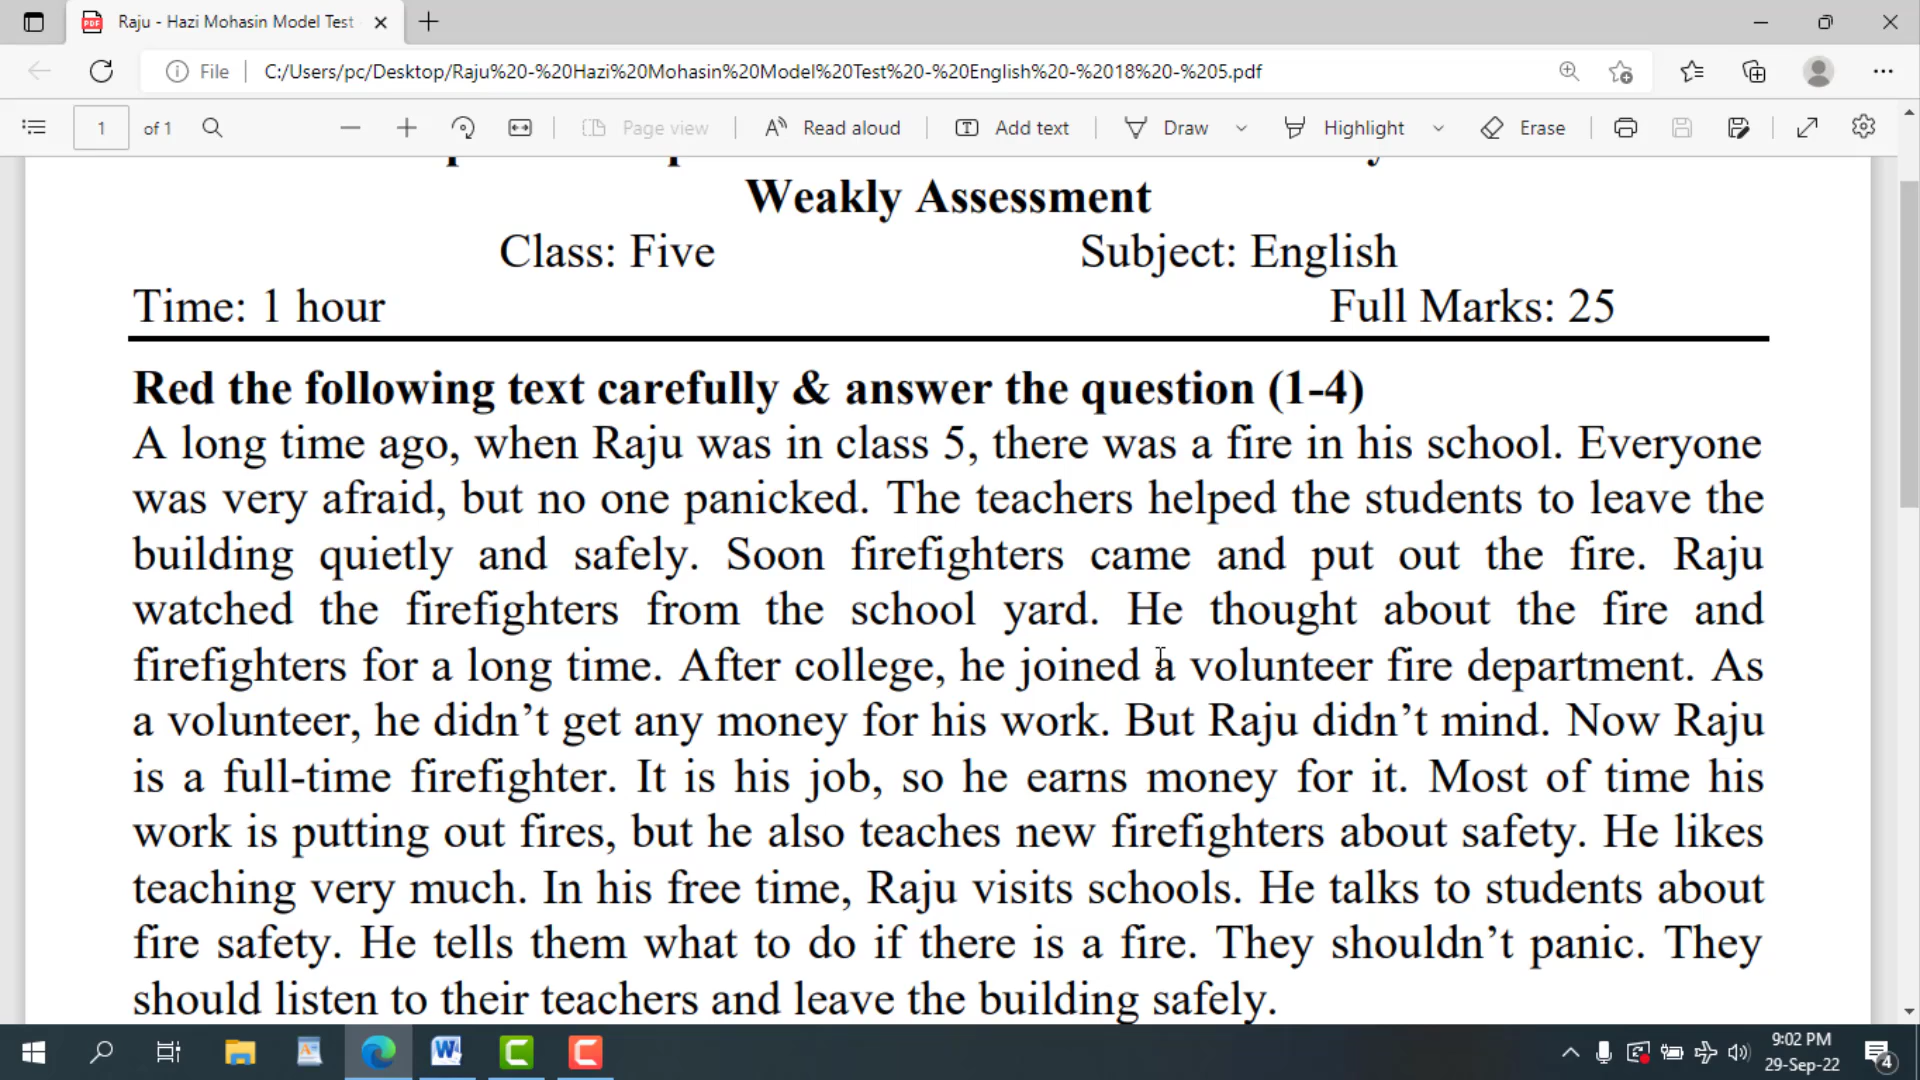 Raju - Hazi Mohasin Model Test
File
C:/Users/pc/Desktop/Raju%20-%20Hazi%20Mohasin%20Model%20Test%20-%20English%20-%2018%20-%205.pdf
1 of 1
Page view
Read aloud
Add text
Draw
Highlight
Erase
Weakly Assessment
Class: Five Subject: English
Time: 1 hour Full Marks: 25
Red the following text carefully & answer the question (1-4)
A long time ago, when Raju was in class 5, there was a fire in his school. Everyone
was very afraid, but no one panicked. The teachers helped the students to leave the
building quietly and safely. Soon firefighters came and put out the fire. Raju
watched the firefighters from the school yard. He thought about the fire and
firefighters for a long time. After college, he joined a volunteer fire department. As
a volunteer, he didn’t get any money for his work. But Raju didn’t mind. Now Raju
is a full-time firefighter. It is his job, so he earns money for it. Most of time his
work is putting out fires, but he also teaches new firefighters about safety. He likes
teaching very much. In his free time, Raju visits schools. He talks to students about
fire safety. He tells them what to do if there is a fire. They shouldn’t panic. They
should listen to their teachers and leave the building safely.
9:02 PM
29-Sep-22
4